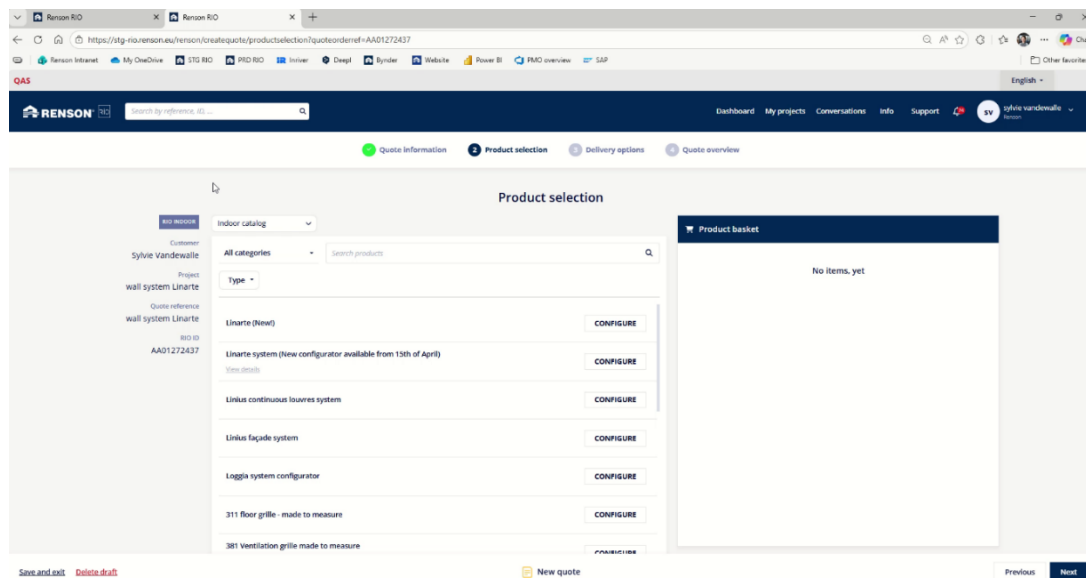 Renson RIO
Renson RIO
https://stg-rio.renson.eu/renson/createquote/productselection?quoteorderref=AA01272437
Renson Intranet My OneDrive STG RIO PRD RIO Inriver Deepl Bynder Website Power BI PMO overview SAP Other favorite
QAS English
RENSON RIO Search by reference, ID, ... Dashboard My projects Conversations Info Support SV sylvie vandewalle
Renson
Quote information 2 Product selection 3 Delivery options 4 Quote overview
Product selection
RIO INDOOR
Customer
Sylvie Vandewalle
Project
wall system Linarte
Quote reference
wall system Linarte
RIO ID
AA01272437
Indoor catalog
All categories Search products
Type
Linarte (New!) CONFIGURE
Linarte system (New configurator available from 15th of April) CONFIGURE
View details
Linius continuous louvres system CONFIGURE
Linius façade system CONFIGURE
Loggia system configurator CONFIGURE
311 floor grille - made to measure CONFIGURE
381 Ventilation grille made to measure CONFIGURE
Product basket
No items, yet
Save and exit Delete draft New quote Previous Next